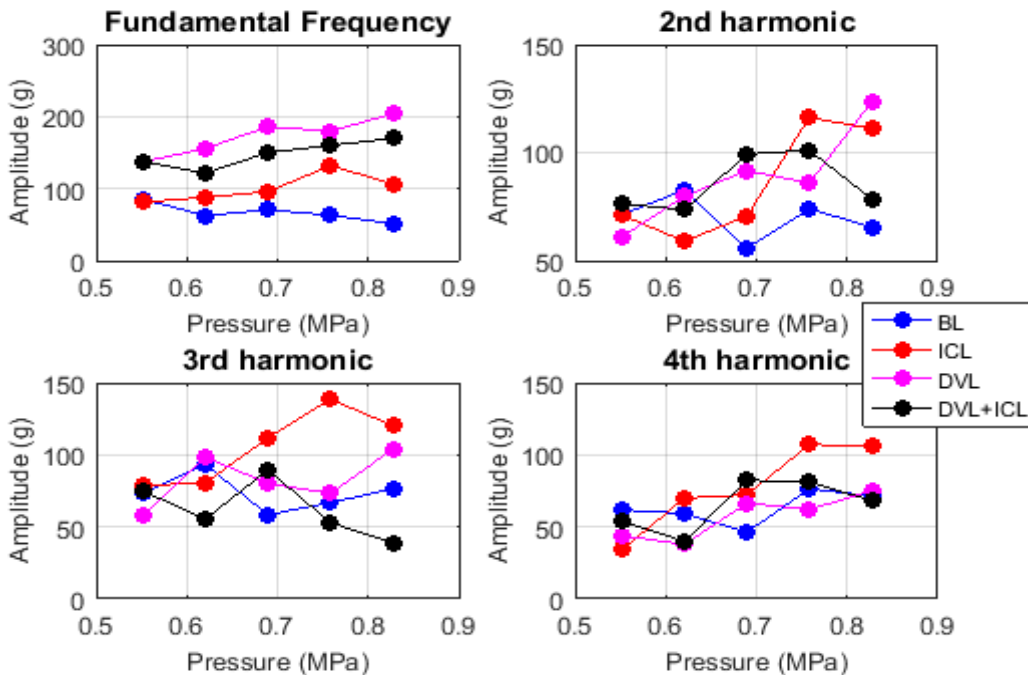 Fundamental Frequency
300
200
100
0
0.5 0.6 0.7 0.8 0.9
Amplitude (g)
Pressure (MPa)
2nd harmonic
150
100
50
0.5 0.6 0.7 0.8 0.9
Amplitude (g)
Pressure (MPa)
BL
ICL
DVL
DVL+ICL
3rd harmonic
150
100
50
0
0.5 0.6 0.7 0.8 0.9
Amplitude (g)
Pressure (MPa)
4th harmonic
150
100
50
0
0.5 0.6 0.7 0.8 0.9
Amplitude (g)
Pressure (MPa)